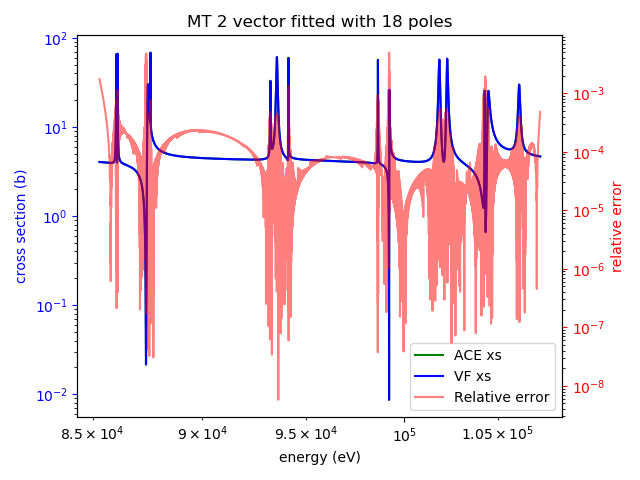 MT 2 vector fitted with 18 poles
10²
10¹
10⁰
10⁻¹
10⁻²
cross section (b)
10⁻³
10⁻⁴
10⁻⁵
10⁻⁶
10⁻⁷
10⁻⁸
relative error
ACE xs
VF xs
Relative error
8.5 × 10⁴ 9 × 10⁴ 9.5 × 10⁴ 10⁵ 1.05 × 10⁵
energy (eV)